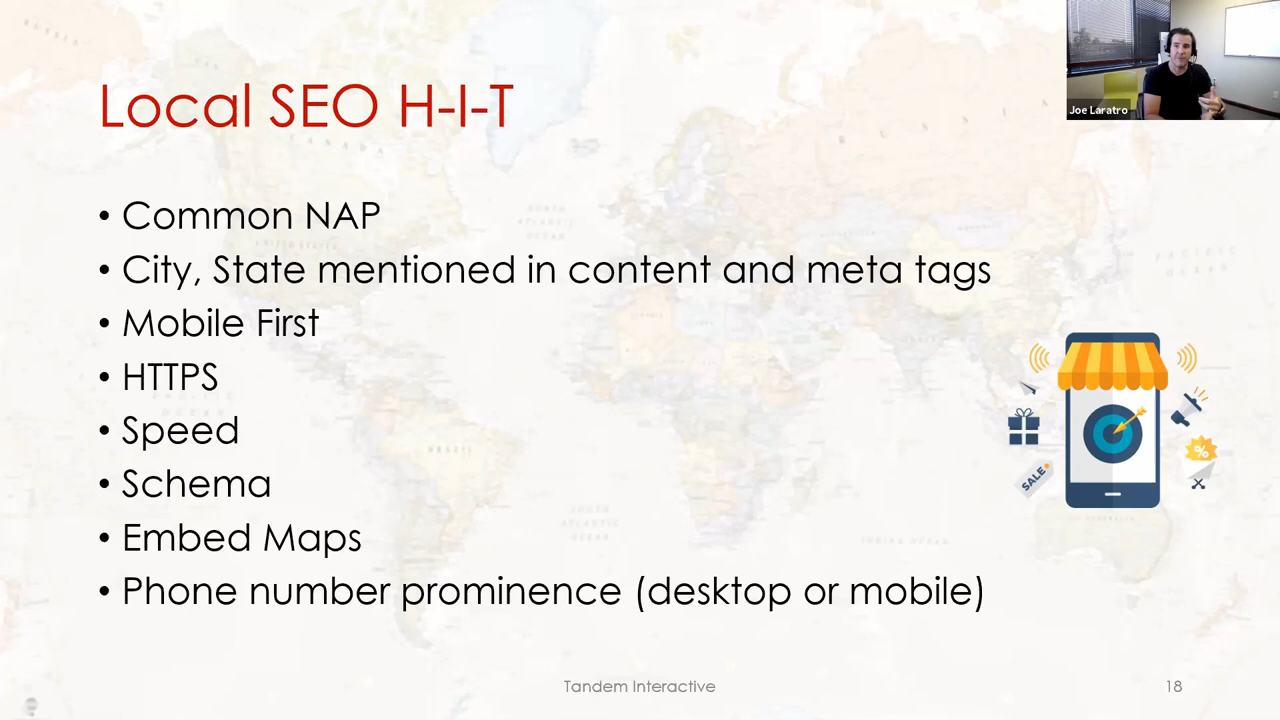 Local SEO H-I-T
Joe Laratro
• Common NAP
• City, State mentioned in content and meta tags
• Mobile First
• HTTPS
• Speed
• Schema
• Embed Maps
• Phone number prominence (desktop or mobile)
SALE
%
Tandem Interactive
18